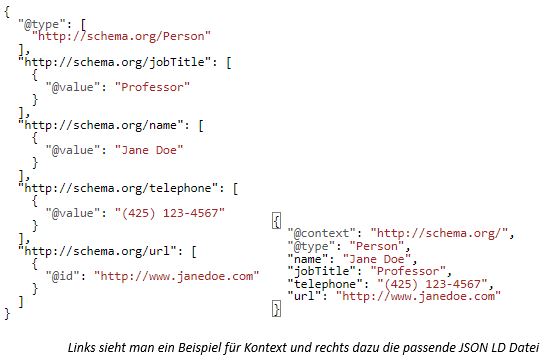 {
  "@type": [
    "http://schema.org/Person"
  ],
  "http://schema.org/jobTitle": [
    {
      "@value": "Professor"
    }
  ],
  "http://schema.org/name": [
    {
      "@value": "Jane Doe"
    }
  ],
  "http://schema.org/telephone": [
    {
      "@value": "(425) 123-4567"
    }
  ],
  "http://schema.org/url": [
    {
      "@id": "http://www.janedoe.com"
    }
  ]
}
{
  "@context": "http://schema.org/",
  "@type": "Person",
  "name": "Jane Doe",
  "jobTitle": "Professor",
  "telephone": "(425) 123-4567",
  "url": "http://www.janedoe.com"
}
Links sieht man ein Beispiel für Kontext und rechts dazu die passende JSON LD Datei